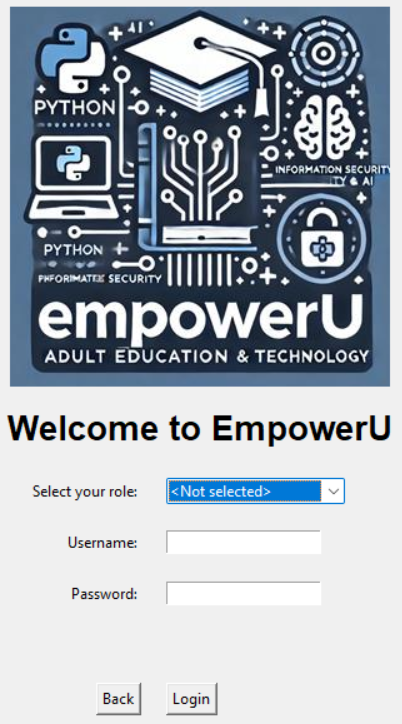 AI
PYTHON
INFORMATION SECURITY
TY & AI
PYTHON
PHFORIMATEE SECURITY
empowerU
ADULT EDUCATION & TECHNOLOGY
Welcome to EmpowerU
Select your role: <Not selected>
Username:
Password:
Back Login